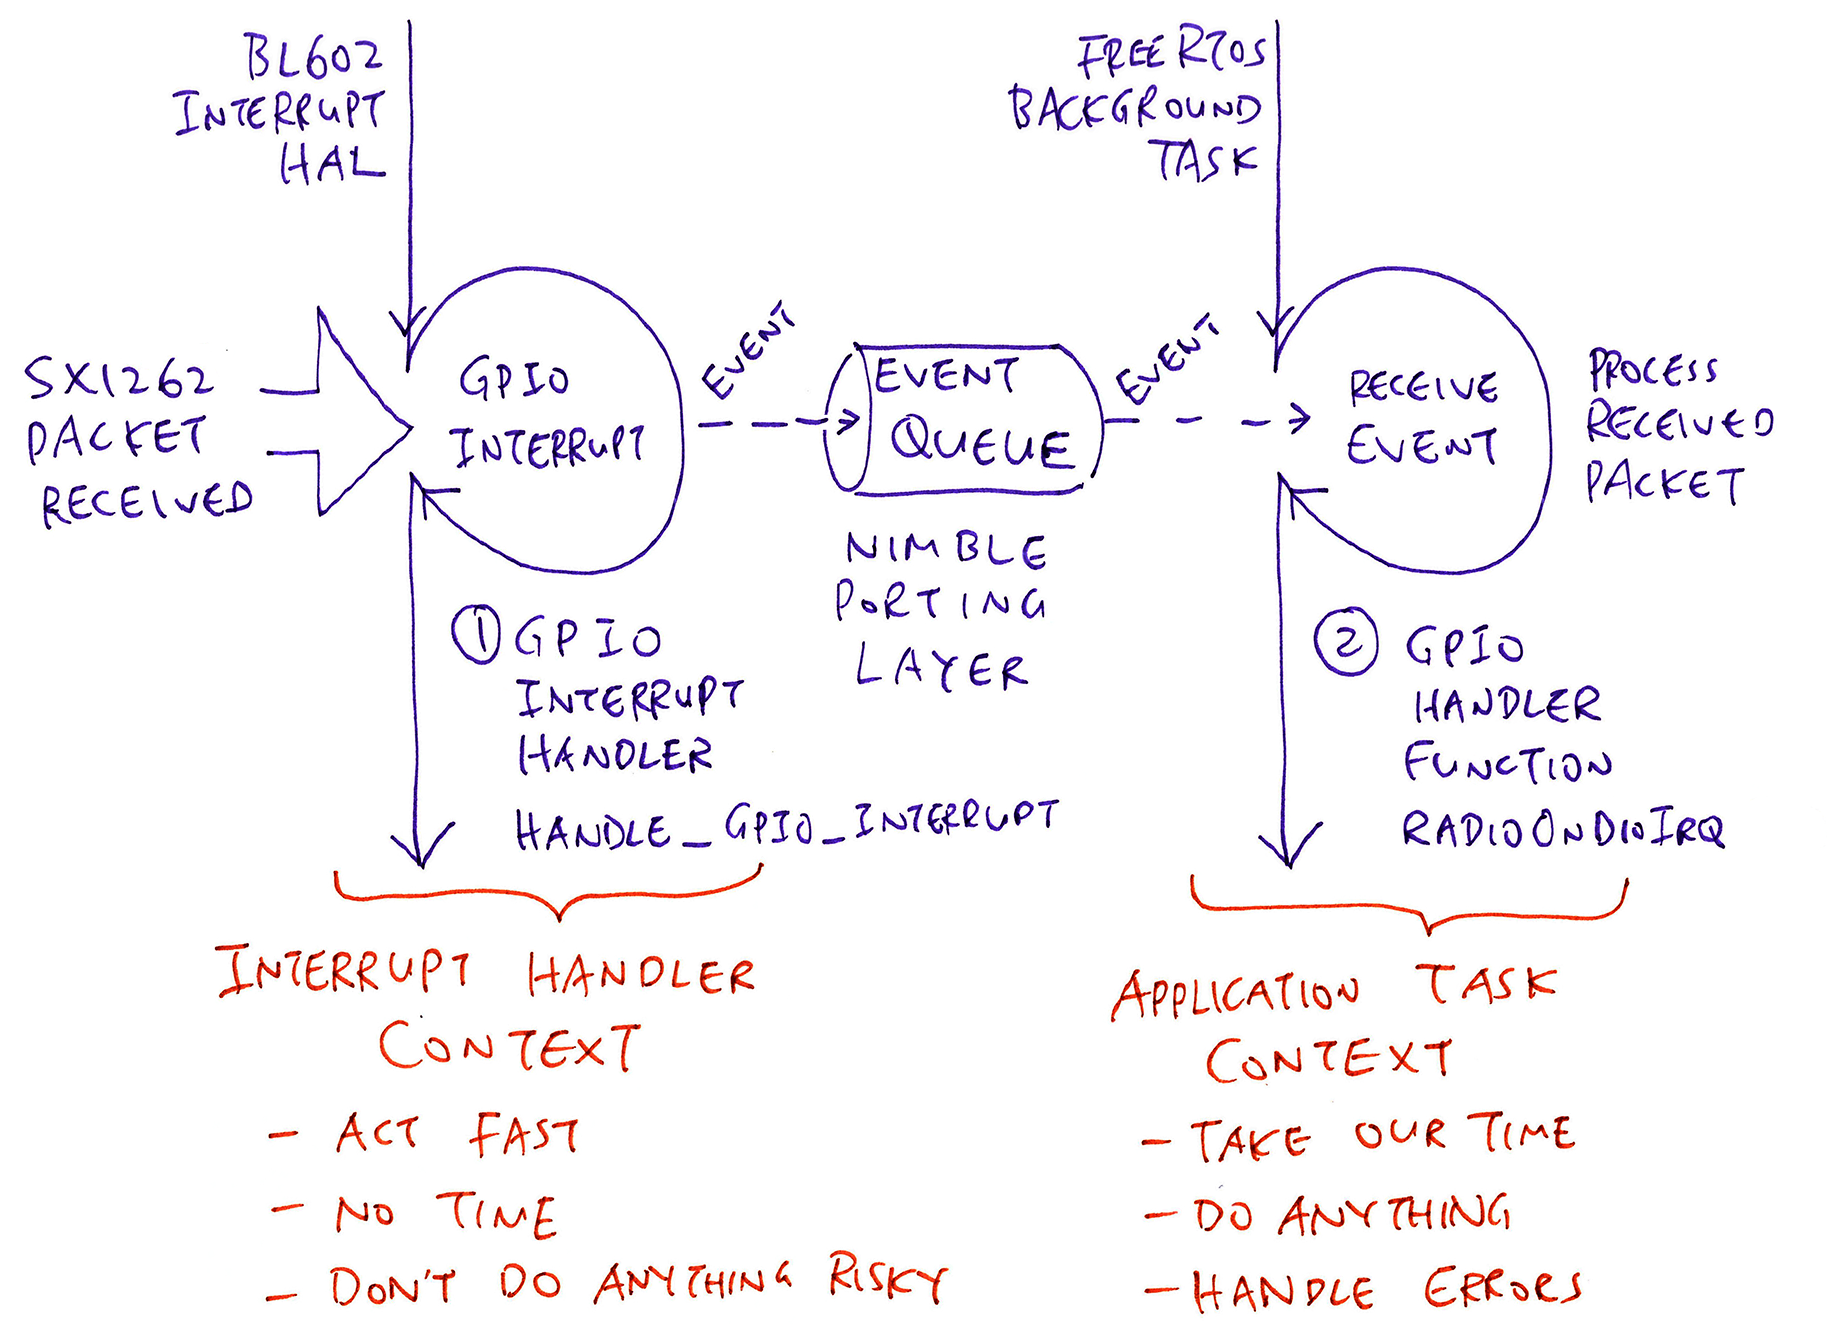 BL602
INTERRUPT
HAL
FREERTOS
BACKGROUND
TASK
SX1262
PACKET
RECEIVED
GPIO
INTERRUPT
EVENT
EVENT
QUEUE
EVENT
RECEIVE
EVENT
PROCESS
RECEIVED
PACKET
NIMBLE
PORTING
LAYER
1 GPIO
INTERRUPT
HANDLER
HANDLE_GPIO_INTERRUPT
2 GPIO
HANDLER
FUNCTION
RADIOONDIOIRQ
INTERRUPT HANDLER
CONTEXT
- ACT FAST
- NO TIME
- DON'T DO ANYTHING RISKY
APPLICATION TASK
CONTEXT
- TAKE OUR TIME
- DO ANYTHING
- HANDLE ERRORS